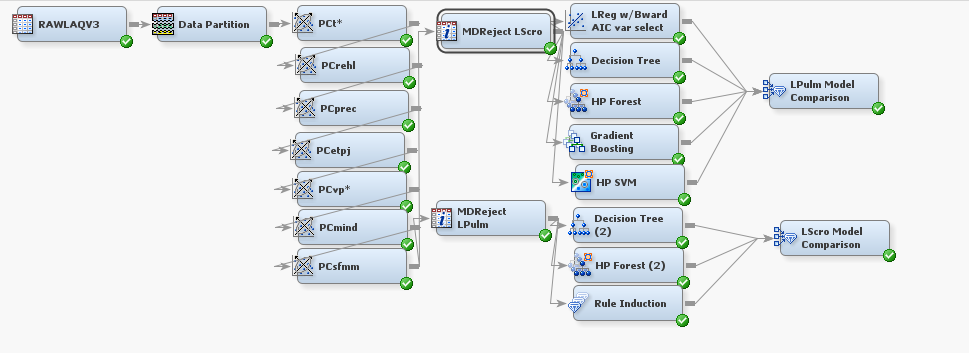 RAWLAQV3
Data Partition
PCt*
PCrehl
PCprec
PCetpj
PCvp*
PCmind
PCsfmm
MDReject LScro
MDReject
LPulm
LReg w/Bward
AIC var select
Decision Tree
HP Forest
Gradient
Boosting
HP SVM
Decision Tree
(2)
HP Forest (2)
Rule Induction
LPulm Model
Comparison
LScro Model
Comparison